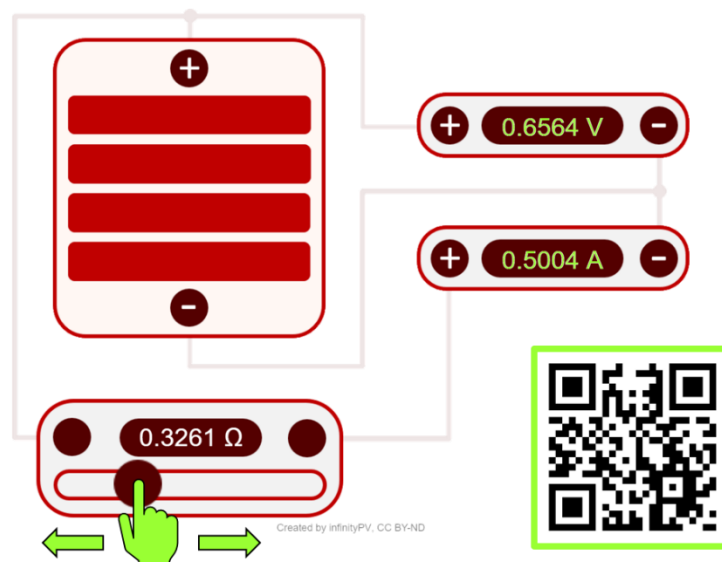 +
0.6564 V
+ -
-
0.5004 A
+ -
0.3261 Ω
Created by infinityPV, CC BY-ND